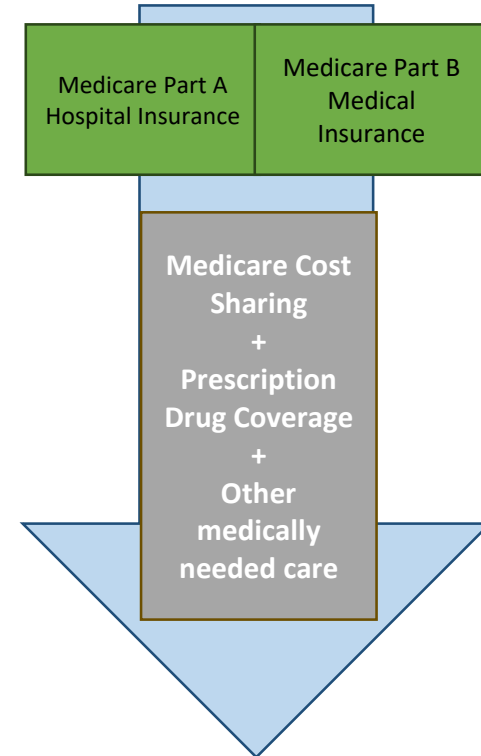 Medicare Part A
Hospital Insurance
Medicare Part B
Medical
Insurance
Medicare Cost
Sharing
+
Prescription
Drug Coverage
+
Other
medically
needed care